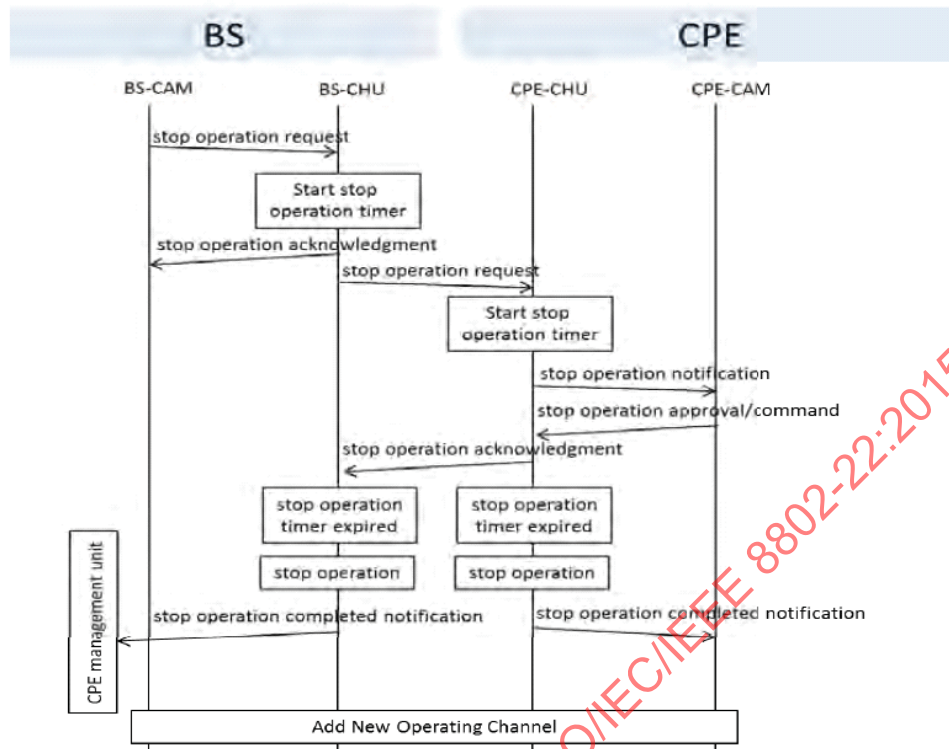 BS
CPE
BS-CAM
BS-CHU
CPE-CHU
CPE-CAM
stop operation request
Start stop
operation timer
stop operation acknowledgment
stop operation request
Start stop
operation timer
stop operation notification
stop operation approval/command
stop operation acknowledgment
stop operation
timer expired
stop operation
timer expired
stop operation
stop operation
CPE management unit
stop operation completed notification
stop operation completed notification
Add New Operating Channel
O/IEC/IEEE 8802-22:2015